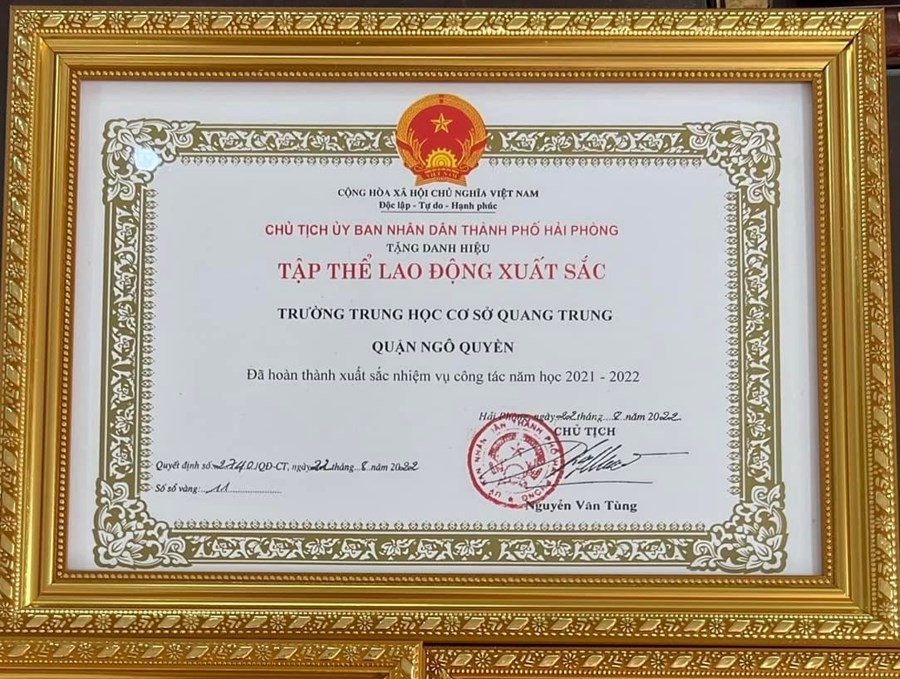 VIỆT NAM
CỘNG HÒA XÃ HỘI CHỦ NGHĨA VIỆT NAM
Độc lập - Tự do - Hạnh phúc
CHỦ TỊCH ỦY BAN NHÂN DÂN THÀNH PHỐ HẢI PHÒNG
TẶNG DANH HIỆU
TẬP THỂ LAO ĐỘNG XUẤT SẮC
TRƯỜNG TRUNG HỌC CƠ SỞ QUANG TRUNG
QUẬN NGÔ QUYỀN
Đã hoàn thành xuất sắc nhiệm vụ công tác năm học 2021 - 2022
Hải Phòng, ngày 22 tháng 8 năm 2022
CHỦ TỊCH
Quyết định số: 2740/QĐ-CT, ngày 22 tháng 8 năm 2022
Số sổ vàng: 11
Nguyễn Văn Tùng